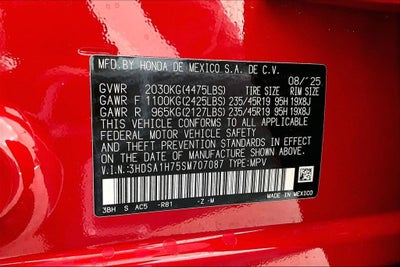 MFD.BY HONDA DE MEXICO S.A. DE C.V.
08/'25
GVWR 2030KG(4475LBS) TIRE SIZE RIM SIZE
GAWR F 1100KG(2425LBS) 235/45R19 95H 19X8J
GAWR R 965KG(2127LBS) 235/45R19 95H 19X8J
THIS VEHICLE CONFORMS TO ALL APPLICABLE
FEDERAL MOTOR VEHICLE SAFETY AND
THEFT PREVENTION STANDARDS IN EFFECT ON
THE DATE OF MANUFACTURE SHOWN ABOVE.
V.I.N.:3HDSA1H75SM707087 TYPE:MPV
3BH S AC5 -R81 -Z -M
MADE IN MEXICO